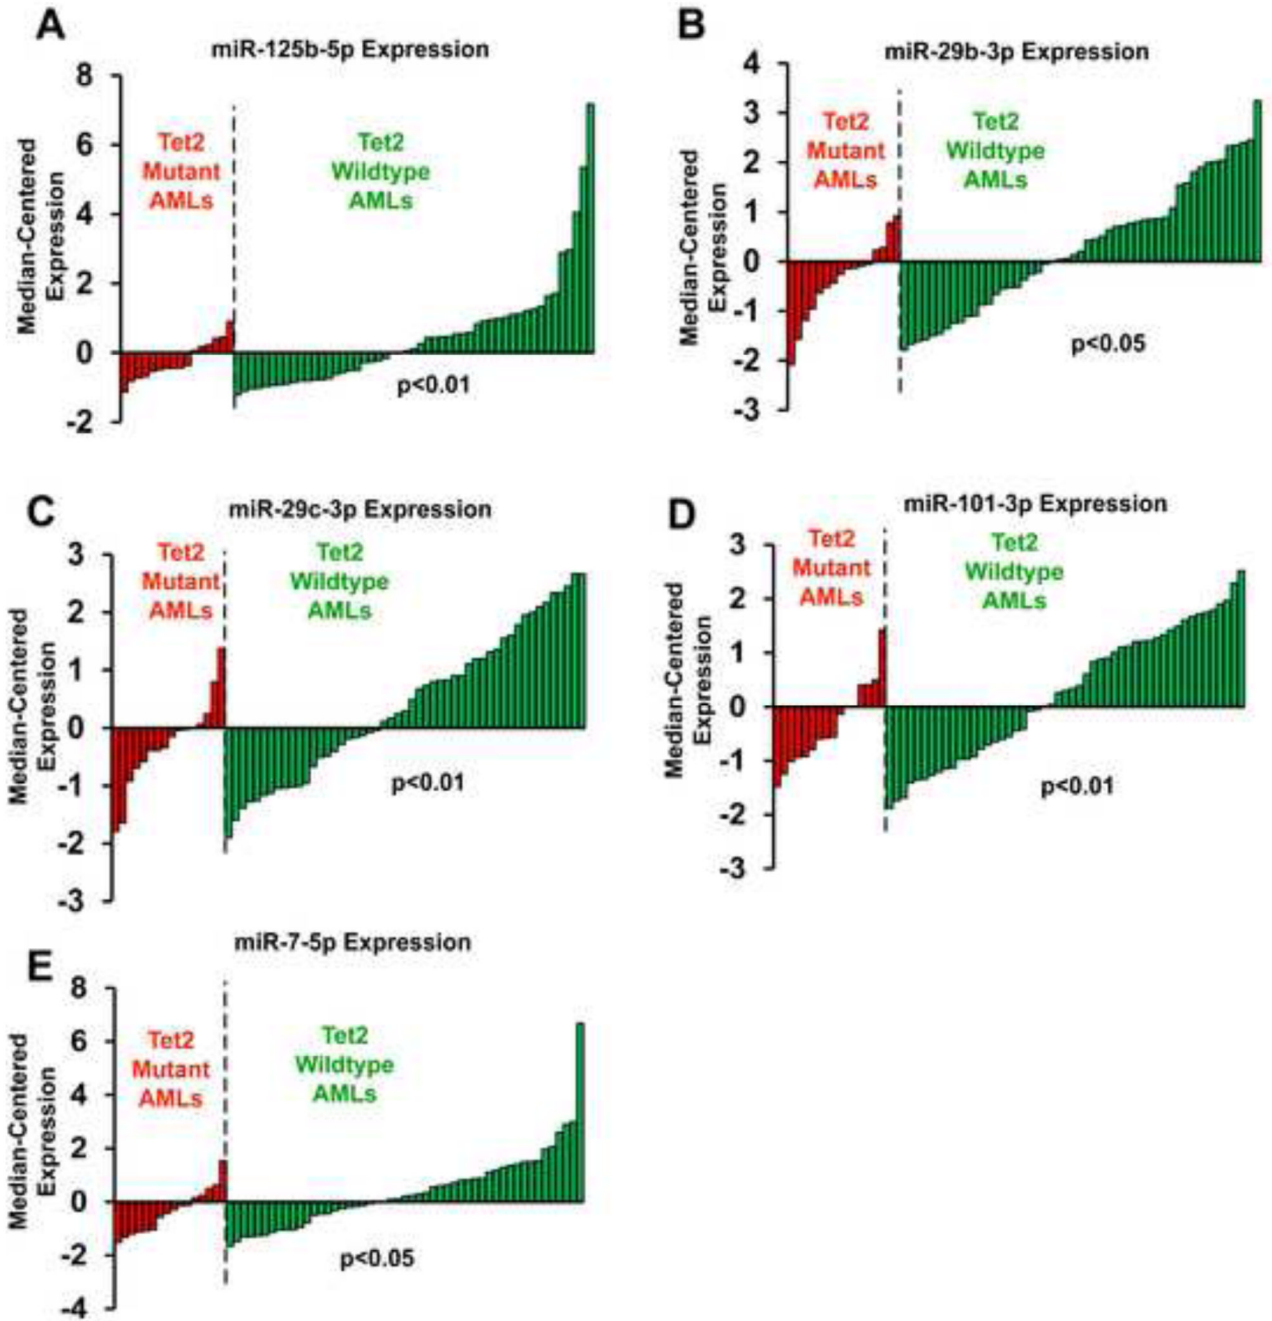 A
miR-125b-5p Expression
8
6
4
2
0
-2
Median-Centered
Expression
Tet2
Mutant
AMLs
Tet2
Wildtype
AMLs
p<0.01
B
miR-29b-3p Expression
4
3
2
1
0
-1
-2
-3
Median-Centered
Expression
Tet2
Mutant
AMLs
Tet2
Wildtype
AMLs
p<0.05
C
miR-29c-3p Expression
3
2
1
0
-1
-2
-3
Median-Centered
Expression
Tet2
Mutant
AMLs
Tet2
Wildtype
AMLs
p<0.01
D
miR-101-3p Expression
3
2
1
0
-1
-2
-3
Median-Centered
Expression
Tet2
Mutant
AMLs
Tet2
Wildtype
AMLs
p<0.01
E
miR-7-5p Expression
8
6
4
2
0
-2
-4
Median-Centered
Expression
Tet2
Mutant
AMLs
Tet2
Wildtype
AMLs
p<0.05